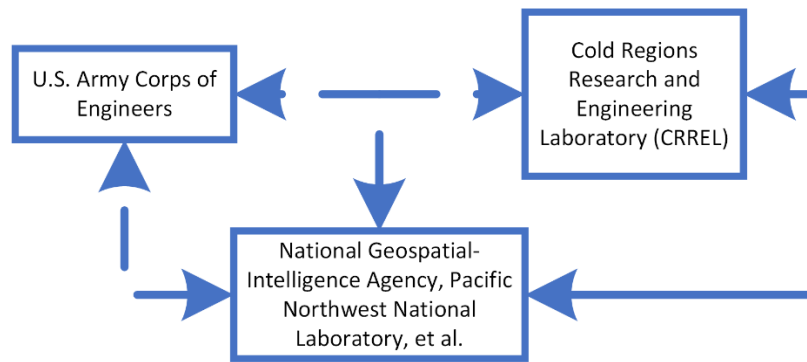 U.S. Army Corps of
Engineers
Cold Regions
Research and
Engineering
Laboratory (CRREL)
National Geospatial-
Intelligence Agency, Pacific
Northwest National
Laboratory, et al.